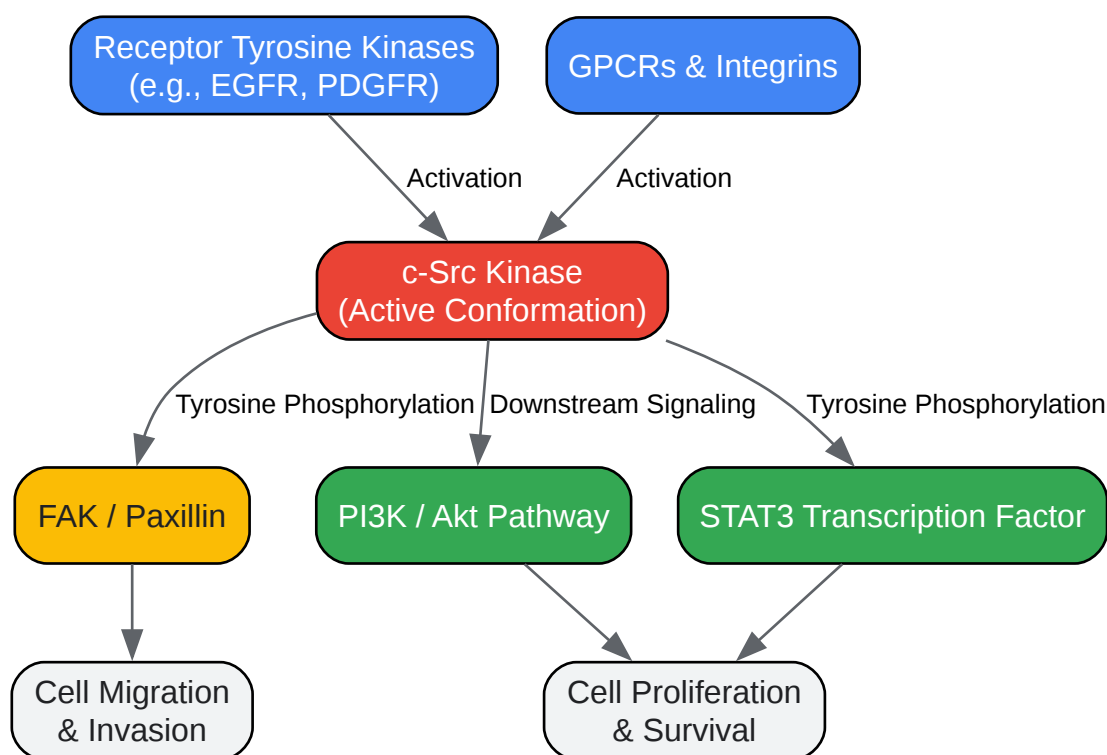 Receptor Tyrosine Kinases
(e.g., EGFR, PDGFR)
GPCRs & Integrins
Activation
Activation
c-Src Kinase
(Active Conformation)
Tyrosine Phosphorylation
Downstream Signaling
Tyrosine Phosphorylation
FAK / Paxillin
PI3K / Akt Pathway
STAT3 Transcription Factor
Cell Migration
& Invasion
Cell Proliferation
& Survival